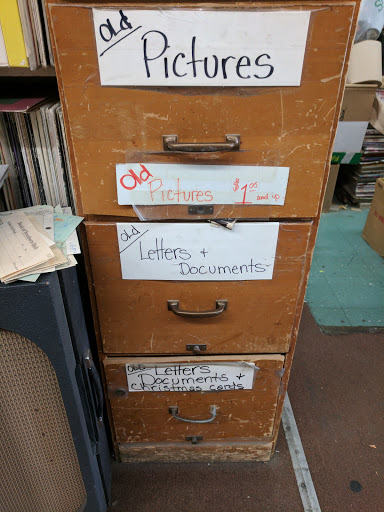 Old
Pictures
Old
Pictures $1.00 and up
Old
Letters +
Documents
Old Letters
Documents +
Christmas cards